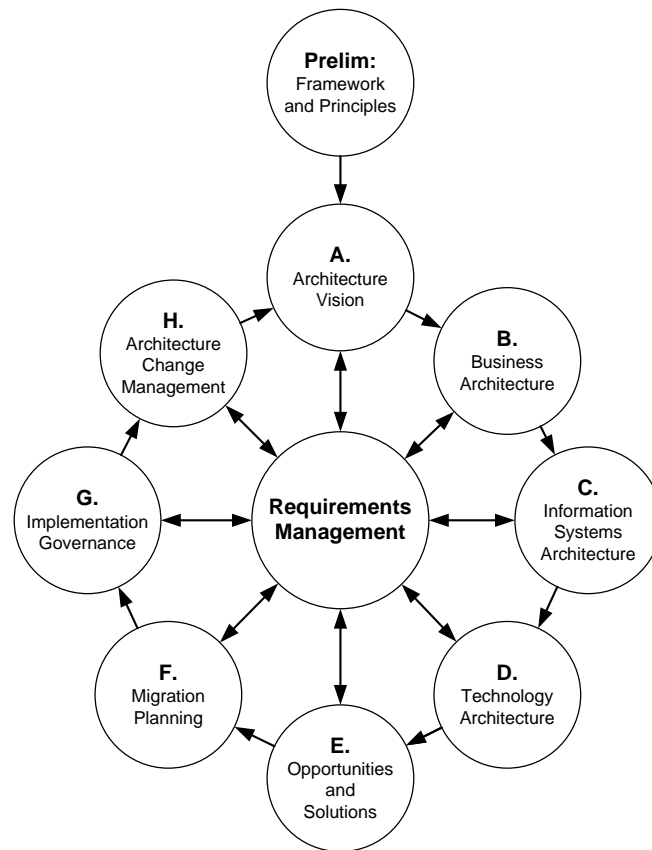 Prelim:
Framework
and Principles
A.
Architecture
Vision
B.
Business
Architecture
C.
Information
Systems
Architecture
D.
Technology
Architecture
E.
Opportunities
and
Solutions
F.
Migration
Planning
G.
Implementation
Governance
H.
Architecture
Change
Management
Requirements
Management